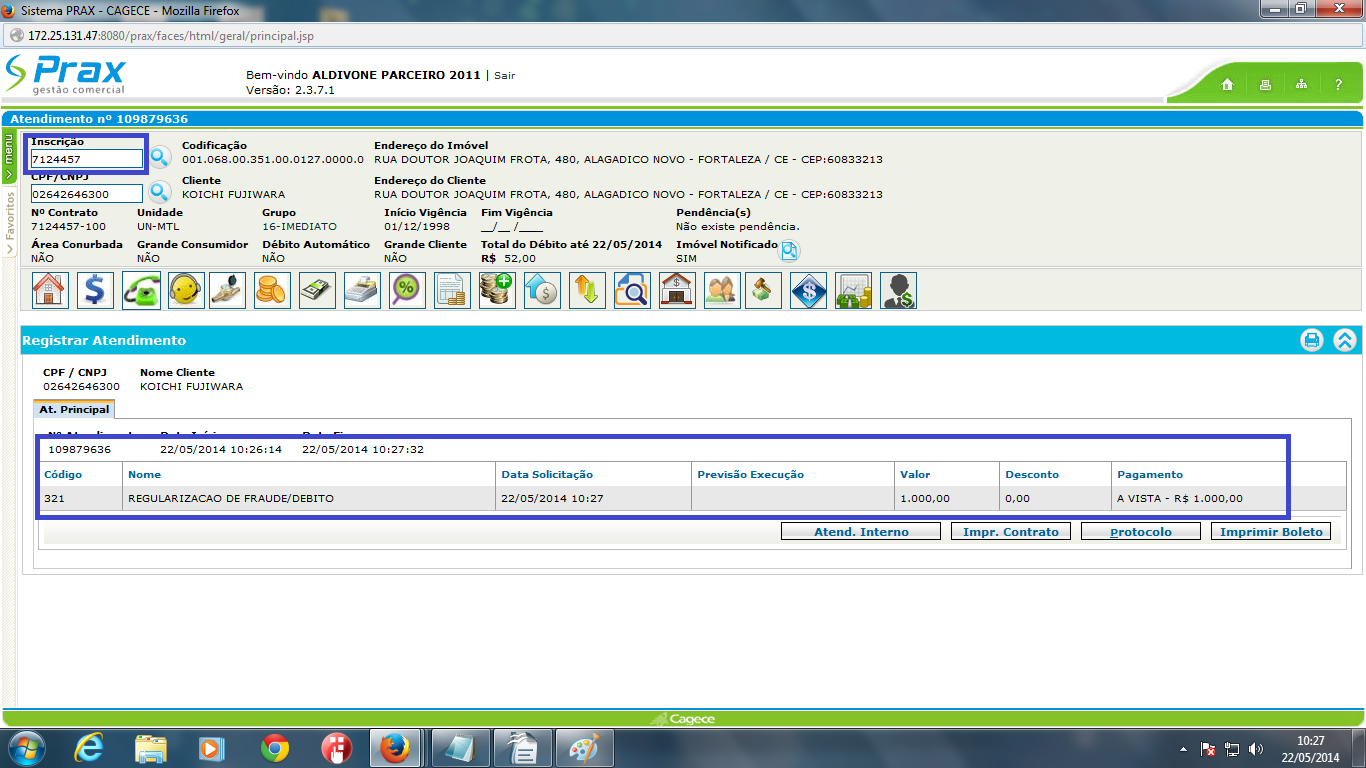 Sistema PRAX - CAGECE - Mozilla Firefox
172.25.131.47:8080/prax/faces/html/geral/principal.jsp
Prax
gestão comercial
Bem-vindo ALDIVONE PARCEIRO 2011 | Sair
Versão: 2.3.7.1
?
Atendimento nº 109879636
menu
Favoritos
Inscrição Codificação Endereço do Imóvel
7124457 001.068.00.351.00.0127.0000.0 RUA DOUTOR JOAQUIM FROTA, 480, ALAGADICO NOVO - FORTALEZA / CE - CEP:60833213
CPF/CNPJ Cliente Endereço do Cliente
02642646300 KOICHI FUJIWARA RUA DOUTOR JOAQUIM FROTA, 480, ALAGADICO NOVO - FORTALEZA / CE - CEP:60833213
Nº Contrato Unidade Grupo Início Vigência Fim Vigência Pendência(s)
7124457-100 UN-MTL 16-IMEDIATO 01/12/1998 __/__ /____ Não existe pendência.
Área Conurbada Grande Consumidor Débito Automático Grande Cliente Total do Débito até 22/05/2014 Imóvel Notificado
NÃO NÃO NÃO NÃO R$ 52,00 SIM
Registrar Atendimento
CPF / CNPJ Nome Cliente
02642646300 KOICHI FUJIWARA
At. Principal
109879636 22/05/2014 10:26:14 22/05/2014 10:27:32
Código Nome Data Solicitação Previsão Execução Valor Desconto Pagamento
321 REGULARIZACAO DE FRAUDE/DEBITO 22/05/2014 10:27 1.000,00 0,00 A VISTA - R$ 1.000,00
Atend. Interno Impr. Contrato Protocolo Imprimir Boleto
Cagece
10:27
22/05/2014